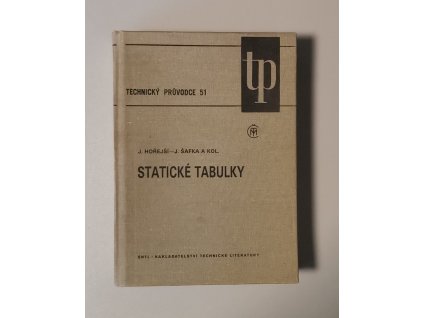 tp
TECHNICKÝ PRŮVODCE 51
J. HOŘEJŠÍ—J. ŠAFKA A KOL.
STATICKÉ TABULKY
SNTL - NAKLADATELSTVÍ TECHNICKÉ LITERATURY